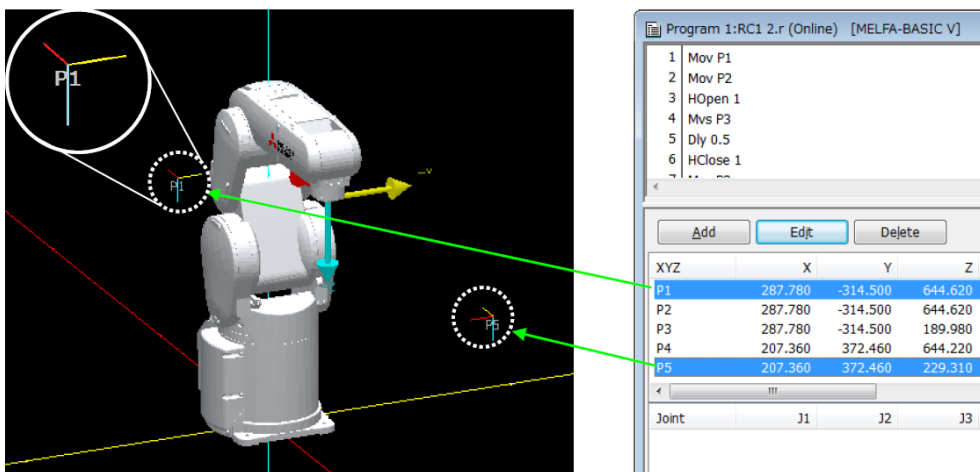 P1
P1
P5
Program 1:RC1 2.r (Online) [MELFA-BASIC V]
1 Mov P1
2 Mov P2
3 HOpen 1
4 Mvs P3
5 Dly 0.5
6 HClose 1
Add Edit Delete
XYZ X Y Z
P1 287.780 -314.500 644.620
P2 287.780 -314.500 644.620
P3 287.780 -314.500 189.980
P4 207.360 372.460 644.220
P5 207.360 372.460 229.310
Joint J1 J2 J3